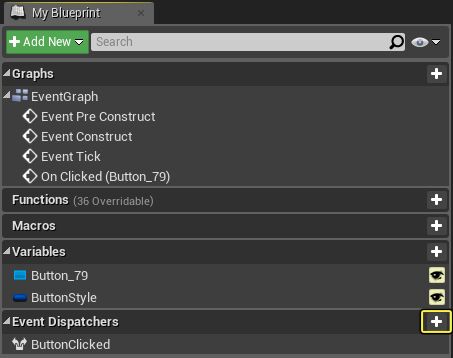 My Blueprint
Add New Search
Graphs
EventGraph
Event Pre Construct
Event Construct
Event Tick
On Clicked (Button_79)
Functions (36 Overridable)
Macros
Variables
Button_79
ButtonStyle
Event Dispatchers
ButtonClicked